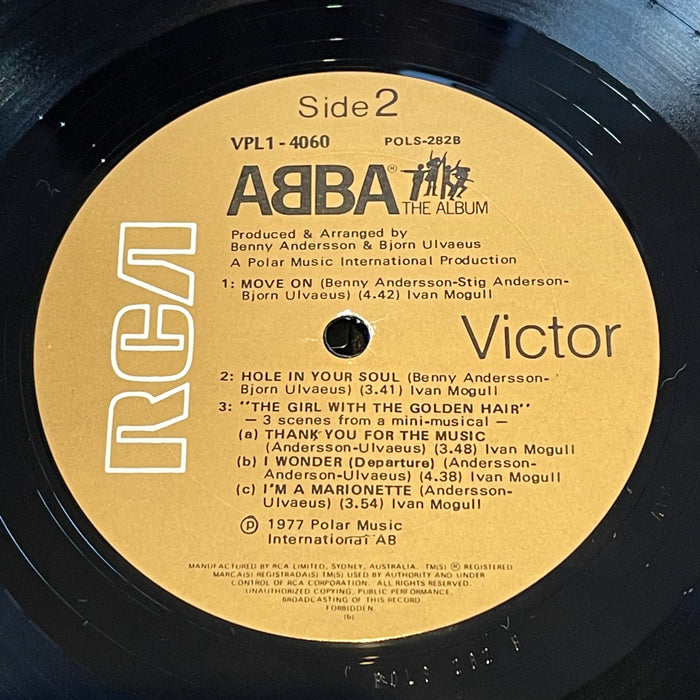 Side 2
VPL1-4060 POLS-282B
ABBA®
THE ALBUM
Produced & Arranged by
Benny Andersson & Bjorn Ulvaeus
A Polar Music International Production
1: MOVE ON (Benny Andersson-Stig Anderson-
Bjorn Ulvaeus) (4.42) Ivan Mogull
RCA
Victor
2: HOLE IN YOUR SOUL (Benny Andersson-
Bjorn Ulvaeus) (3.41) Ivan Mogull
3: "THE GIRL WITH THE GOLDEN HAIR"
— 3 scenes from a mini-musical —
(a) THANK YOU FOR THE MUSIC
(Andersson-Ulvaeus) (3.48) Ivan Mogull
(b) I WONDER (Departure) (Andersson-
Anderson-Ulvaeus) (4.38) Ivan Mogull
(c) I'M A MARIONETTE (Andersson-
Ulvaeus) (3.54) Ivan Mogull
℗ 1977 Polar Music
International AB
MANUFACTURED BY RCA LIMITED, SYDNEY, AUSTRALIA. TM(S) ® REGISTERED
MARCA(S) REGISTRADA(S) TM(S) USED BY AUTHORITY AND UNDER
CONTROL OF RCA CORPORATION. ALL RIGHTS RESERVED.
UNAUTHORIZED COPYING, PUBLIC PERFORMANCE,
BROADCASTING OF THIS RECORD
FORBIDDEN.
(b)
POLS 282